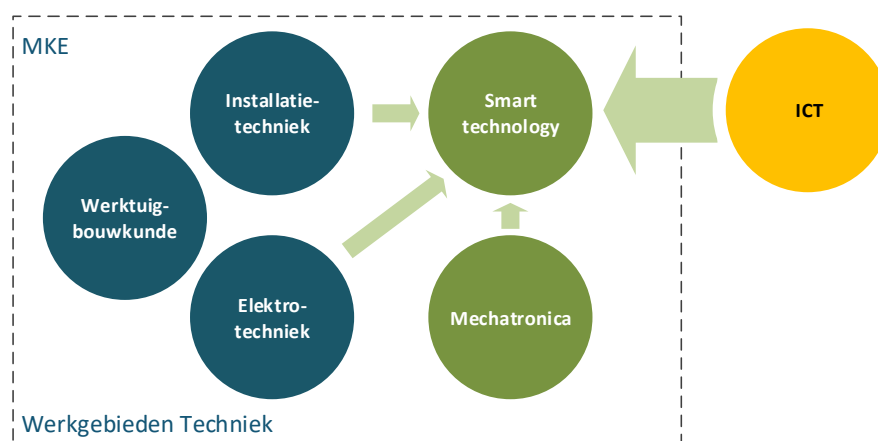 MKE
Installatie-
techniek
Smart
technology
ICT
Werktuig-
bouwkunde
Elektro-
techniek
Mechatronica
Werkgebieden Techniek